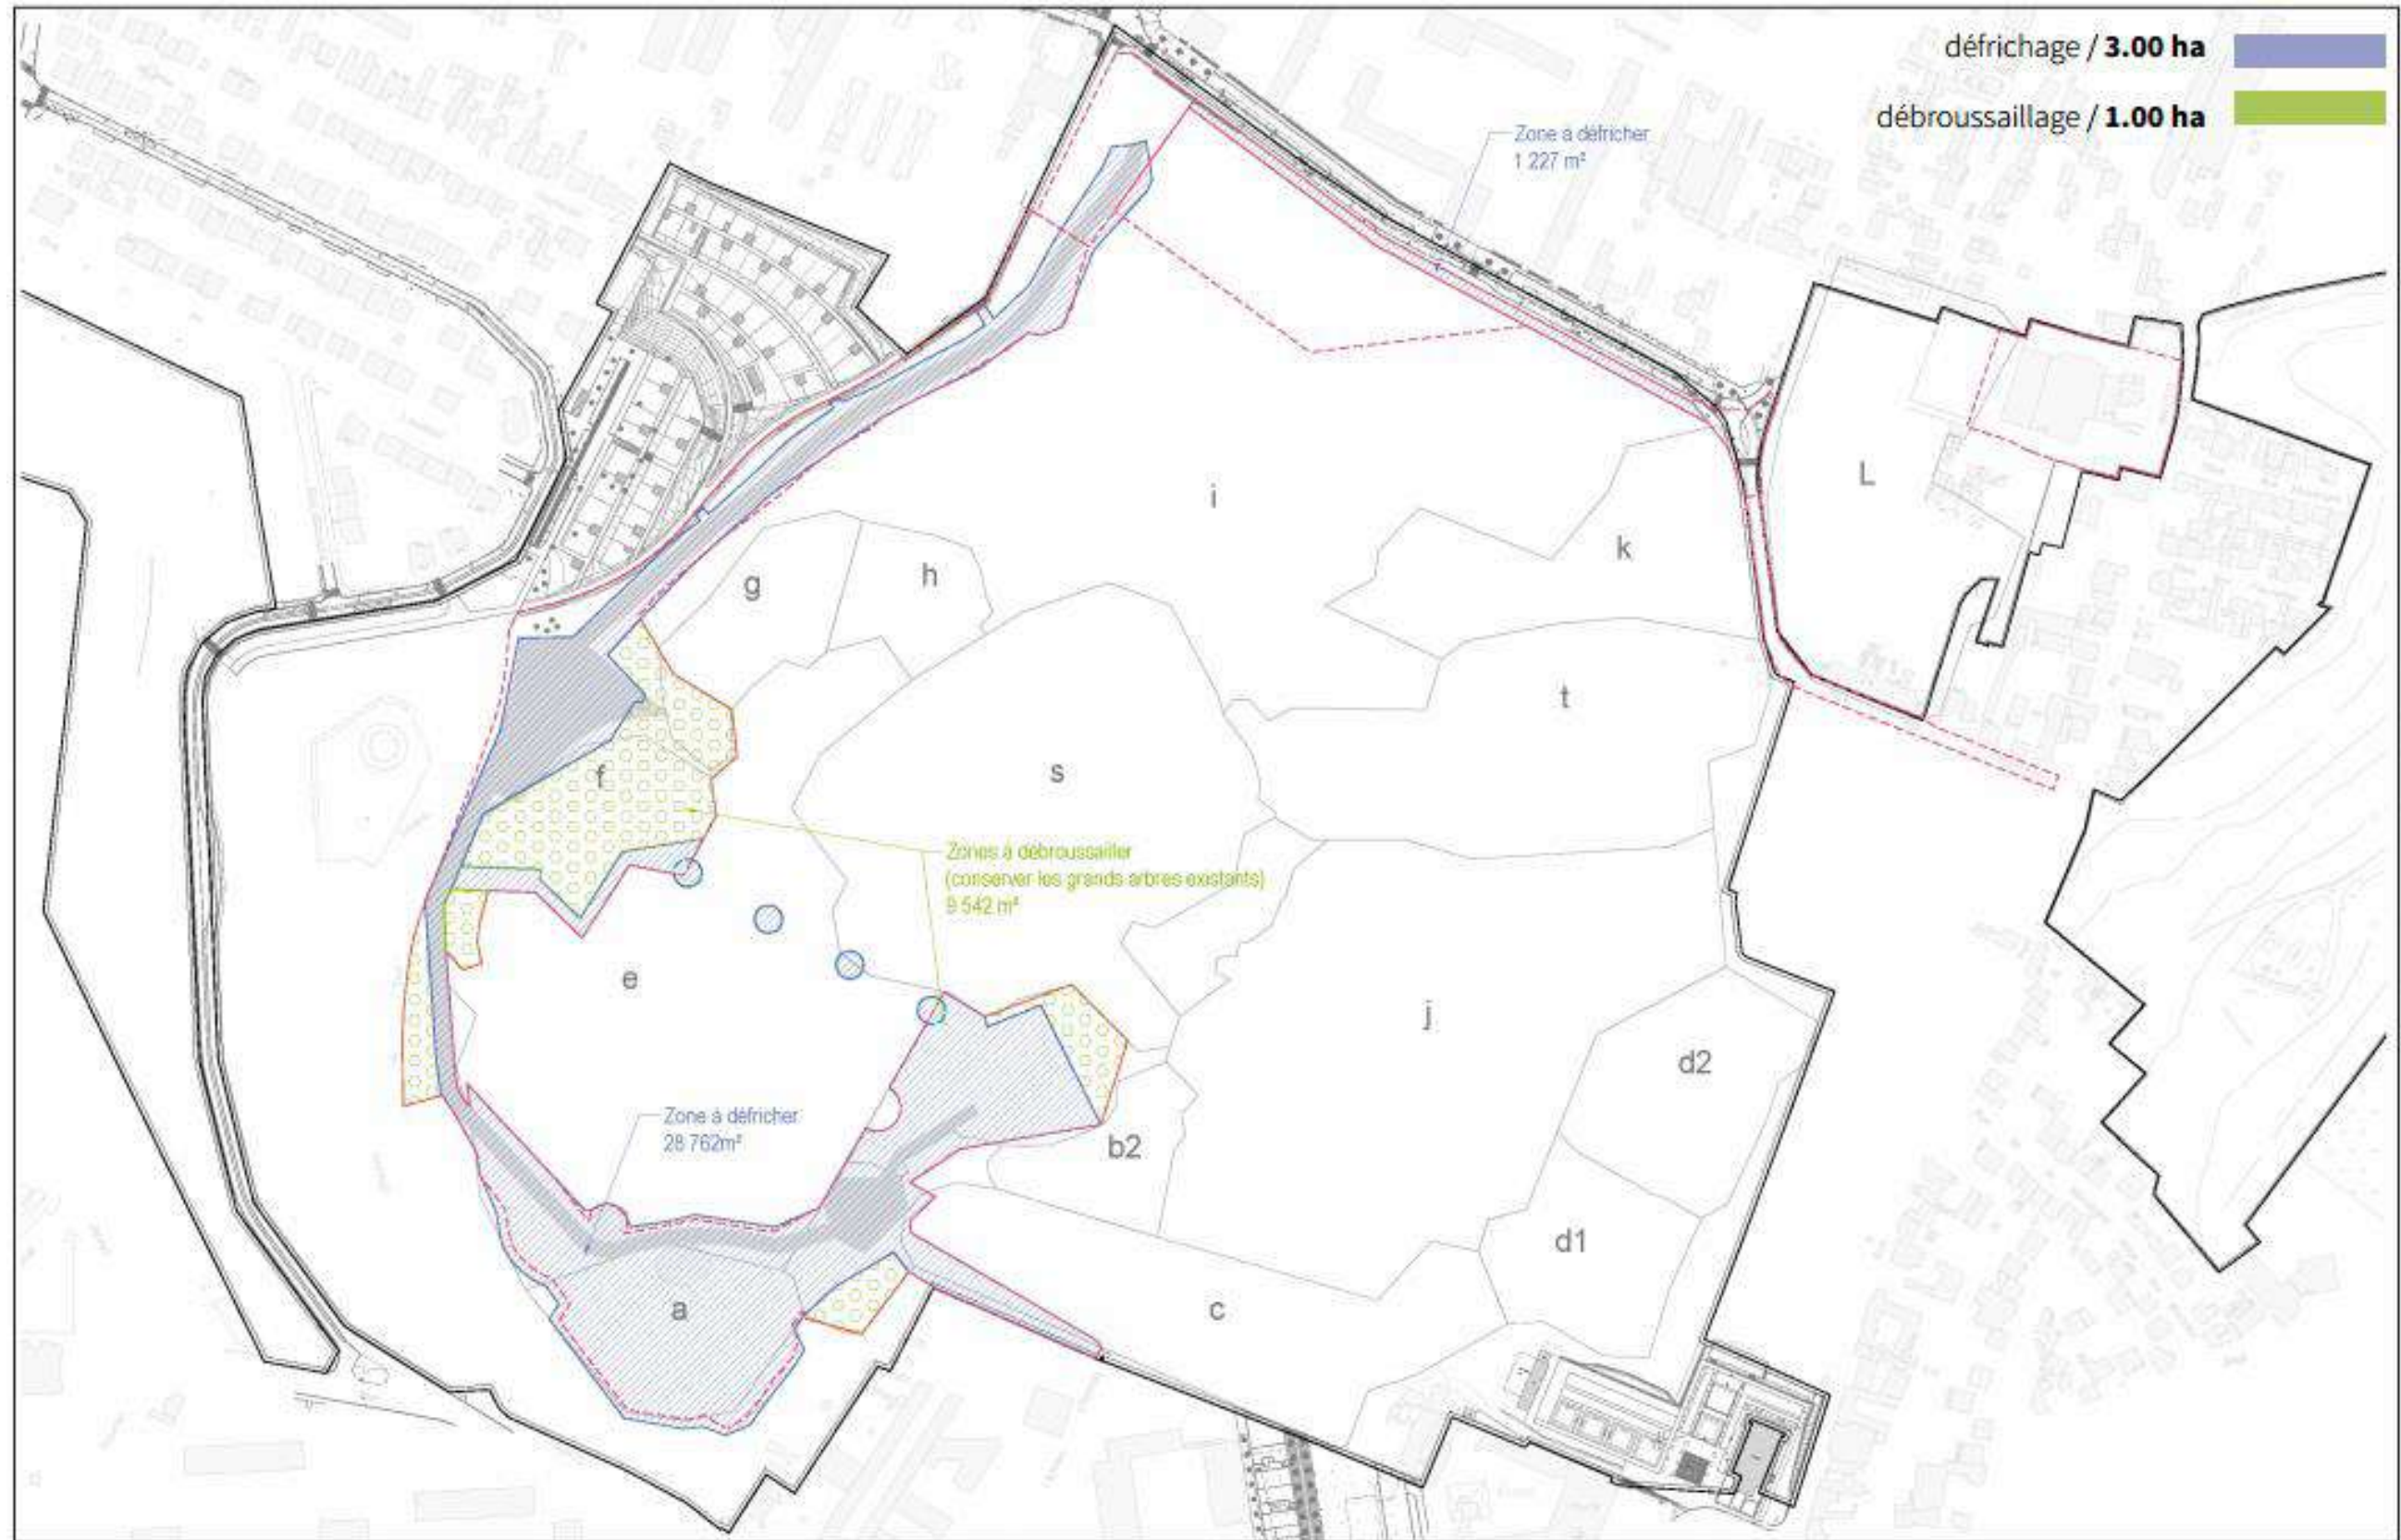 défrichage / 3.00 ha
débroussaillage / 1.00 ha
Zone à défricher
1 227 m²
L
i
k
g
h
t
f
s
Zones à débroussailler
(conserver les grands arbres existants)
9 542 m²
e
j
d2
Zone à défricher
28 762m²
b2
d1
a
c